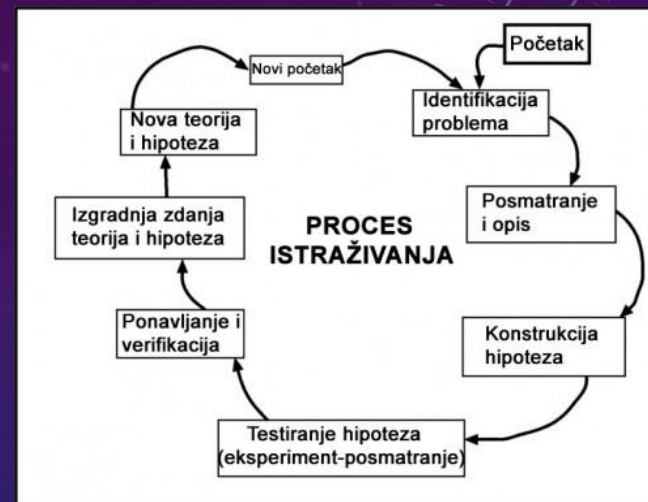 Početak
Identifikacija
problema
Posmatranje
i opis
Konstrukcija
hipoteza
Testiranje hipoteza
(eksperiment-posmatranje)
Ponavljanje i
verifikacija
Izgradnja zdanja
teorija i hipoteza
Nova teorija
i hipoteza
Novi početak
PROCES
ISTRAŽIVANJA